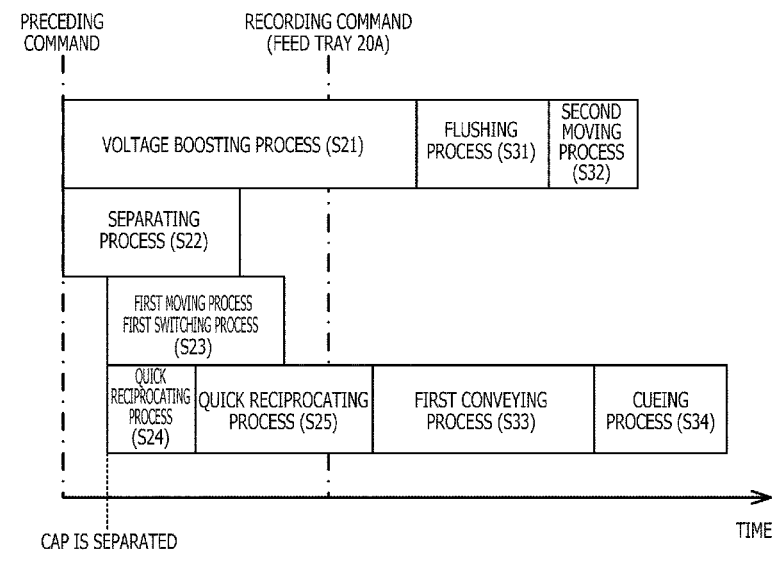 PRECEDING
COMMAND
RECORDING COMMAND
(FEED TRAY 20A)
VOLTAGE BOOSTING PROCESS (S21)
FLUSHING
PROCESS (S31)
SECOND
MOVING
PROCESS
(S32)
SEPARATING
PROCESS (S22)
FIRST MOVING PROCESS
FIRST SWITCHING PROCESS
(S23)
QUICK
RECIPROCATING
PROCESS
(S24)
QUICK RECIPROCATING
PROCESS (S25)
FIRST CONVEYING
PROCESS (S33)
CUEING
PROCESS (S34)
TIME
CAP IS SEPARATED